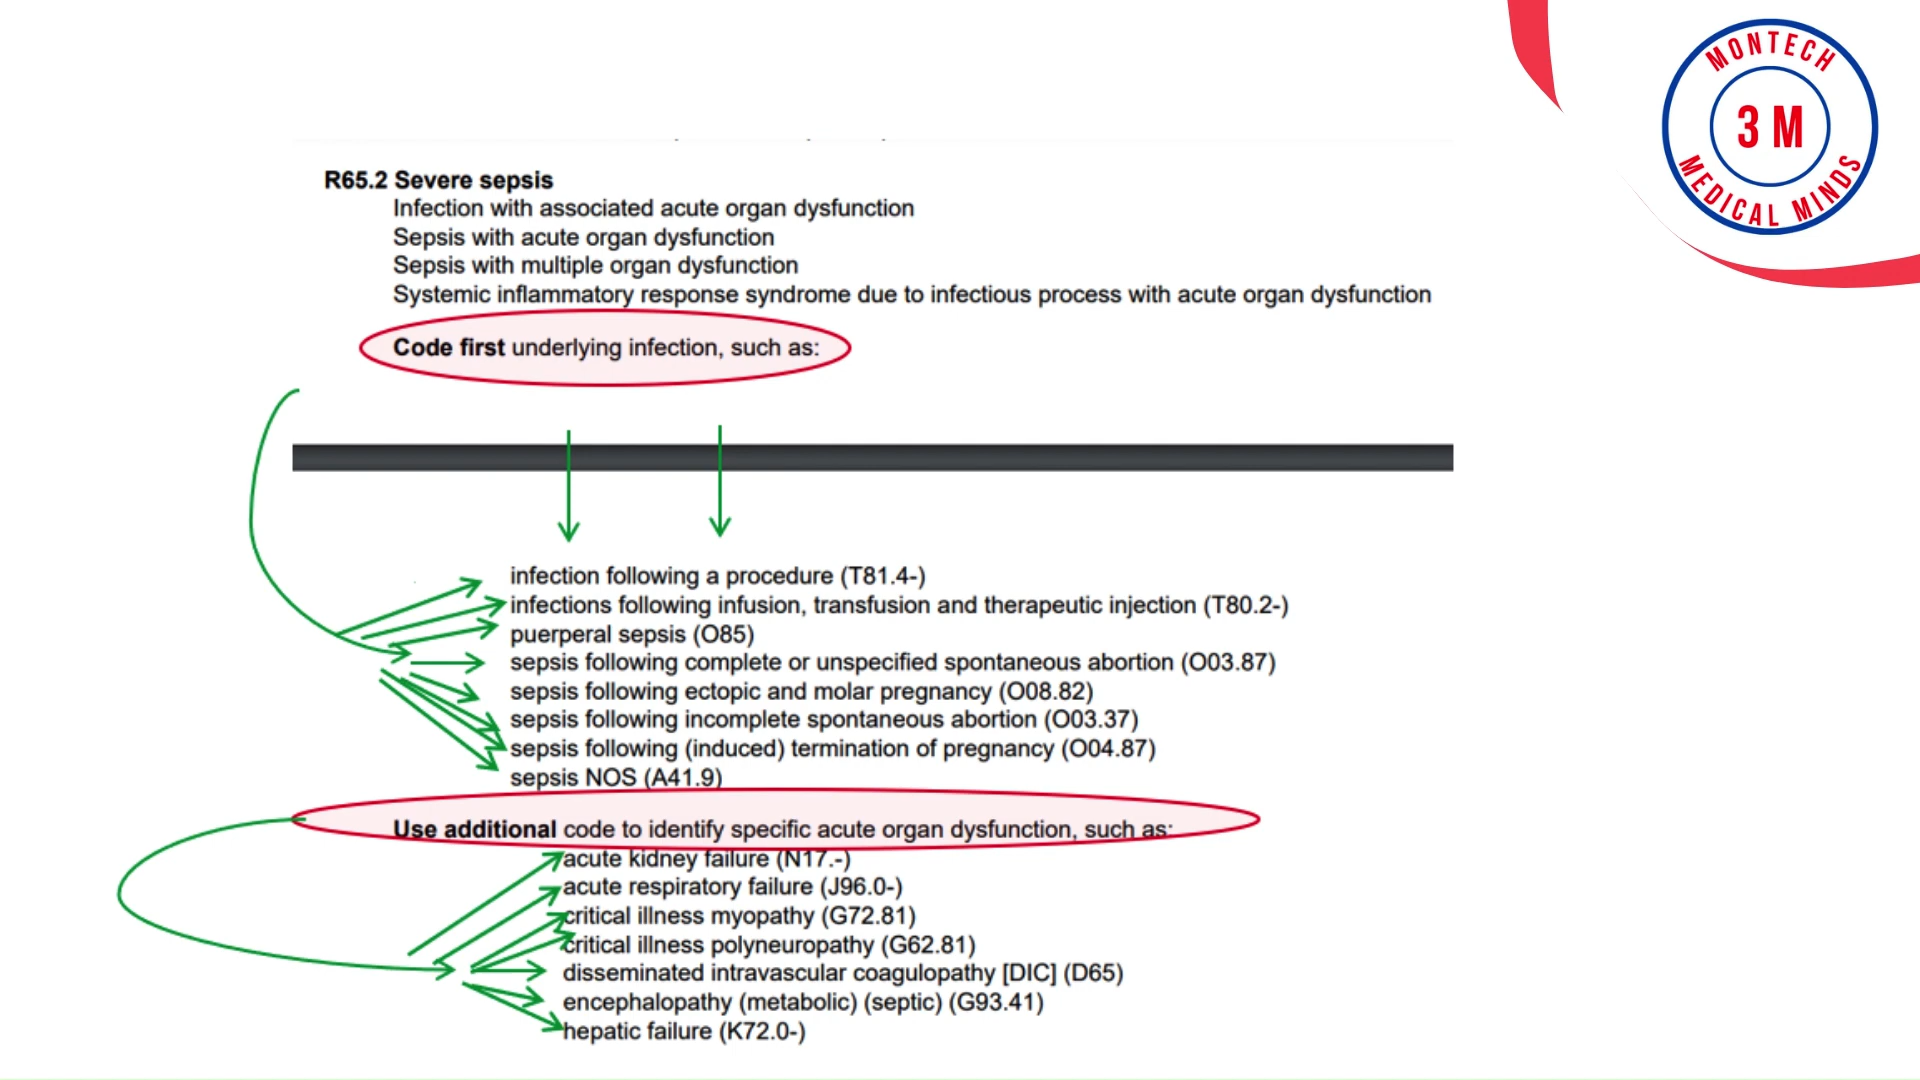 MONTECH
3 M
MEDICAL MINDS
R65.2 Severe sepsis
Infection with associated acute organ dysfunction
Sepsis with acute organ dysfunction
Sepsis with multiple organ dysfunction
Systemic inflammatory response syndrome due to infectious process with acute organ dysfunction
Code first underlying infection, such as:
infection following a procedure (T81.4-)
infections following infusion, transfusion and therapeutic injection (T80.2-)
puerperal sepsis (O85)
sepsis following complete or unspecified spontaneous abortion (O03.87)
sepsis following ectopic and molar pregnancy (O08.82)
sepsis following incomplete spontaneous abortion (O03.37)
sepsis following (induced) termination of pregnancy (O04.87)
sepsis NOS (A41.9)
Use additional code to identify specific acute organ dysfunction, such as:
acute kidney failure (N17.-)
acute respiratory failure (J96.0-)
critical illness myopathy (G72.81)
critical illness polyneuropathy (G62.81)
disseminated intravascular coagulopathy [DIC] (D65)
encephalopathy (metabolic) (septic) (G93.41)
hepatic failure (K72.0-)